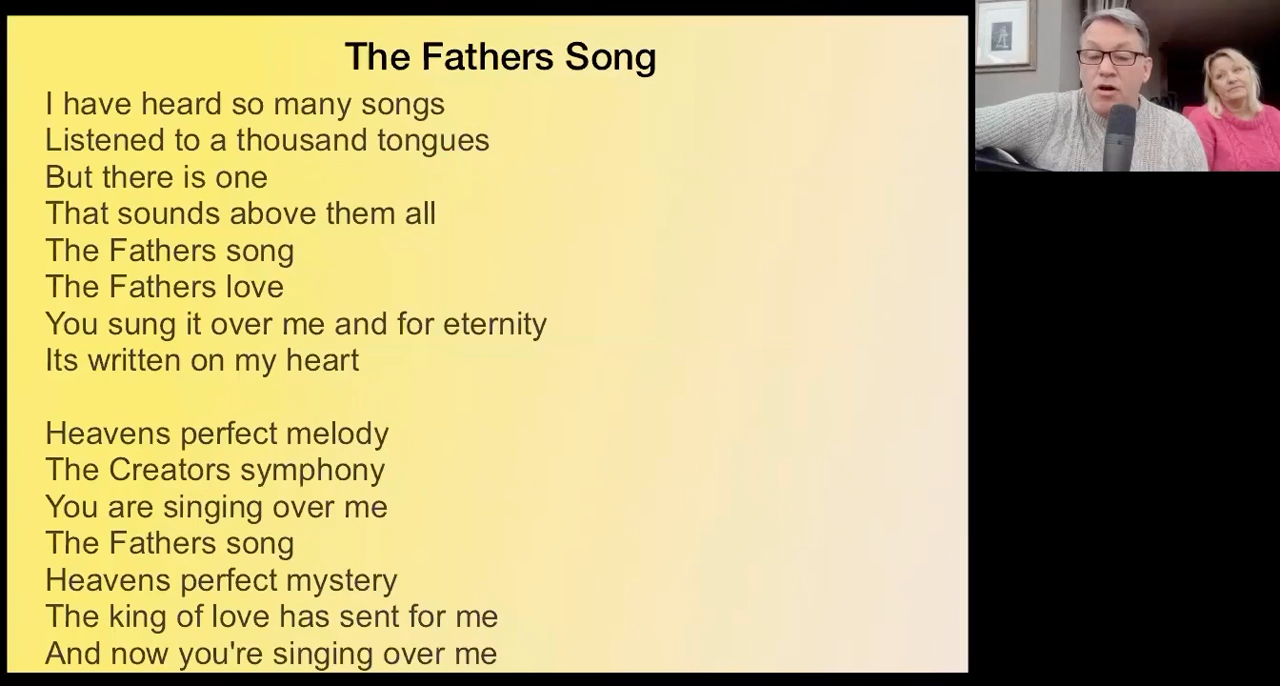 The Fathers Song
I have heard so many songs
Listened to a thousand tongues
But there is one
That sounds above them all
The Fathers song
The Fathers love
You sung it over me and for eternity
Its written on my heart
Heavens perfect melody
The Creators symphony
You are singing over me
The Fathers song
Heavens perfect mystery
The king of love has sent for me
And now you're singing over me